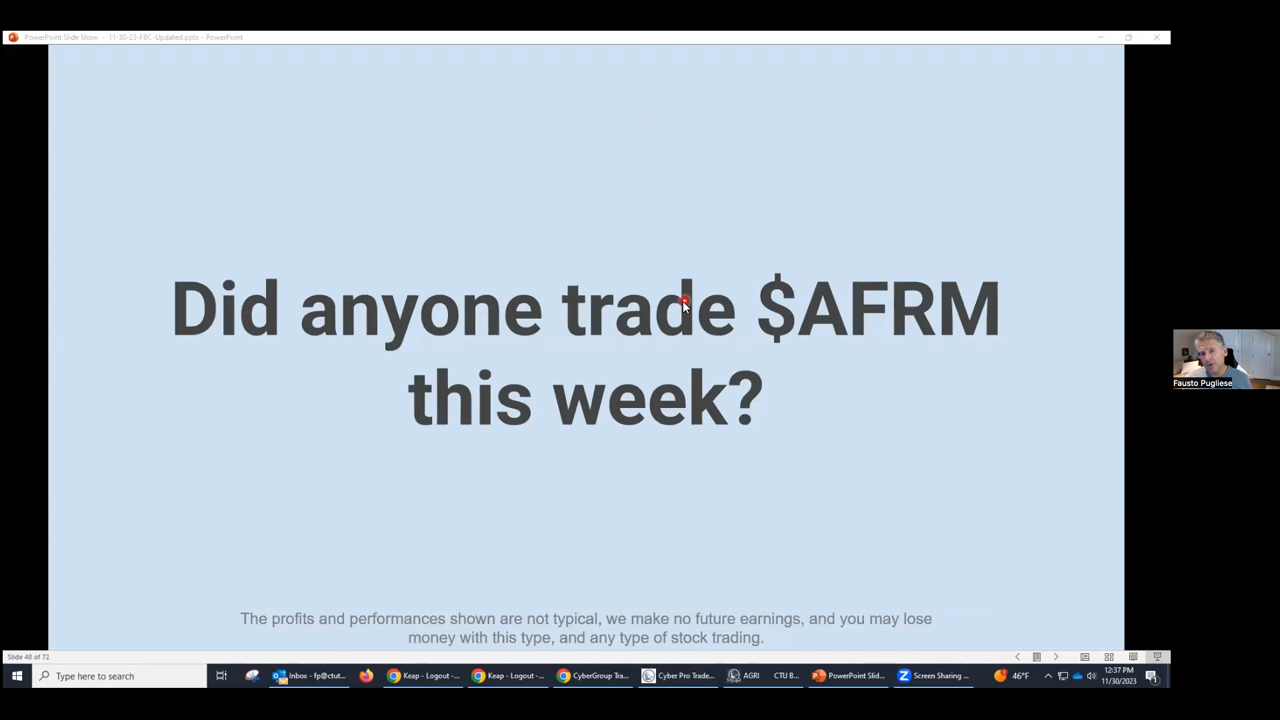 PowerPoint Slide Show - 11-30-23-FBC-Updated.pptx - PowerPoint
Did anyone trade $AFRM
this week?
Fausto Pugliese
The profits and performances shown are not typical, we make no future earnings, and you may lose
money with this type, and any type of stock trading.
Slide 48 of 72
Type here to search
Inbox - fp@ctut...
Keap - Logout -...
Keap - Logout -...
CyberGroup Tra...
Cyber Pro Trade...
AGRI
CTU B...
PowerPoint Slid...
Screen Sharing ...
46°F
12:37 PM
11/30/2023